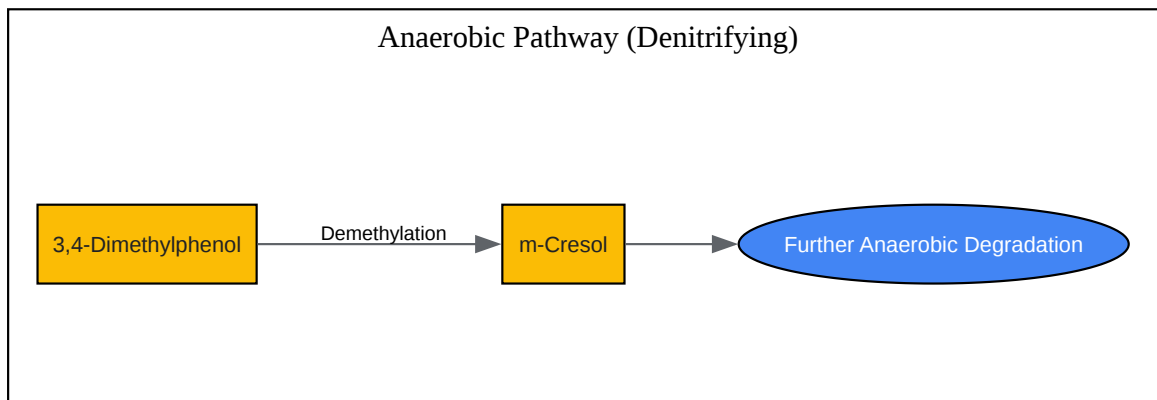 Anaerobic Pathway (Denitrifying)
3,4-Dimethylphenol
Demethylation
m-Cresol
Further Anaerobic Degradation